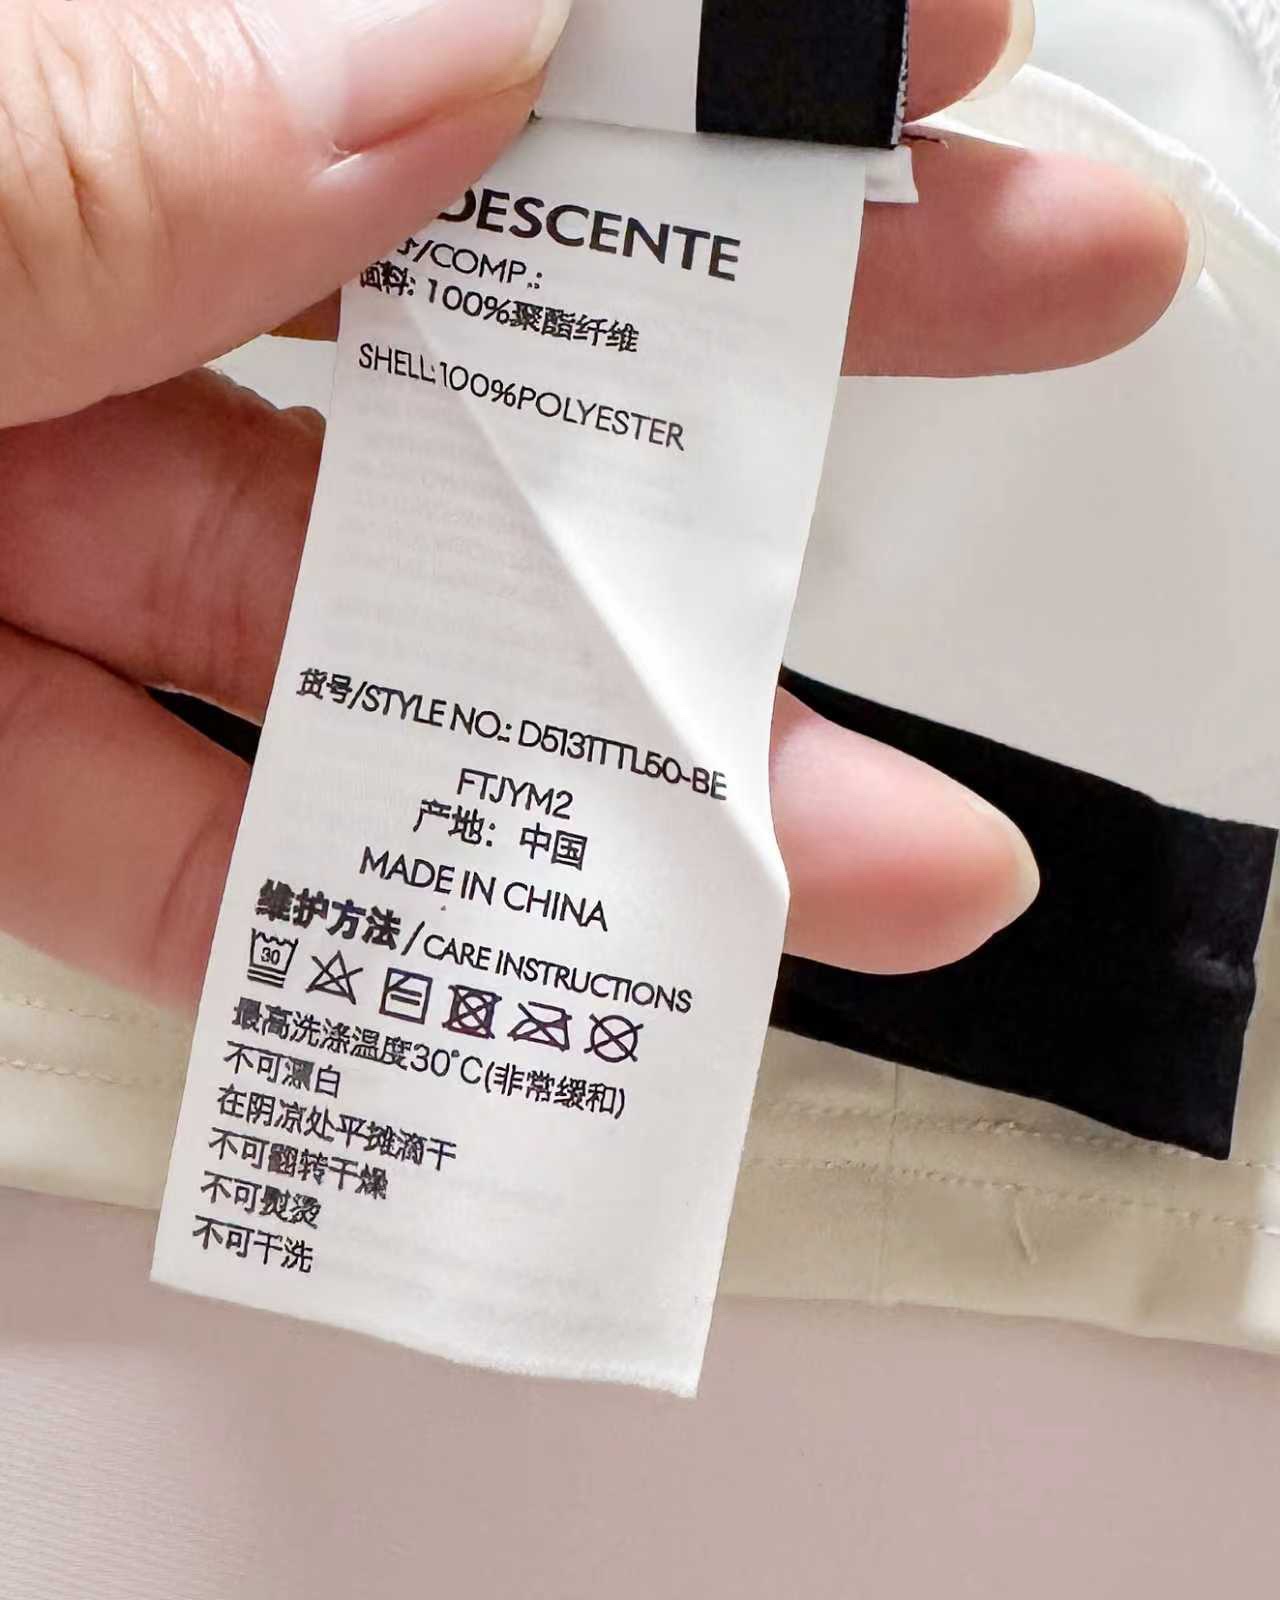 DESCENTE
/COMP.:
面料: 100%聚酯纤维
SHELL:100%POLYESTER
货号/STYLE NO.: D5131TTL50-BE
FTJYM2
产地: 中国
MADE IN CHINA
维护方法 / CARE INSTRUCTIONS
30
最高洗涤温度30°C(非常缓和)
不可漂白
在阴凉处平摊滴干
不可翻转干燥
不可熨烫
不可干洗